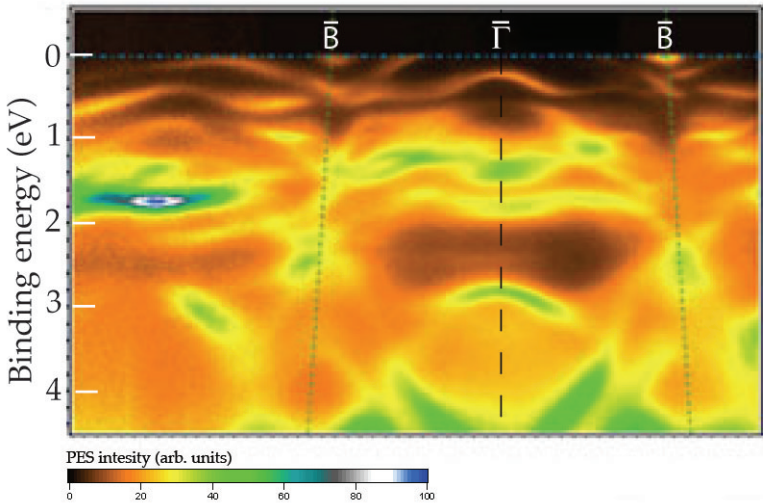 B̄ Γ̄ B̄
Binding energy (eV)
0
1
2
3
4
PES intesity (arb. units)
0 20 40 60 80 100